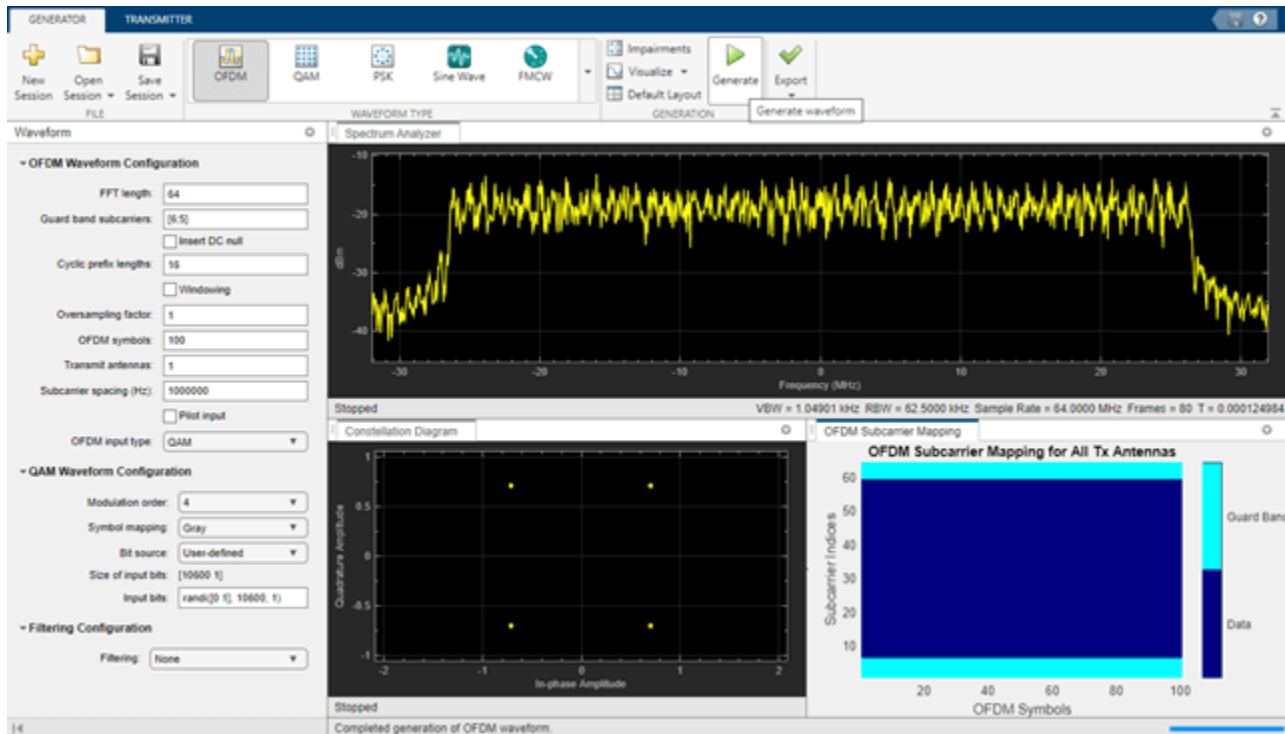 GENERATOR TRANSMITTER
New Session
Open Session
Save Session
FILE
OFDM QAM PSK Sine Wave FMCW
WAVEFORM TYPE
Impairments
Visualize
Default Layout
Generate
Export
GENERATION
Generate waveform
Waveform
OFDM Waveform Configuration
FFT length: 64
Guard band subcarriers: [6;5]
Insert DC null
Cyclic prefix lengths: 16
Windowing
Oversampling factor: 1
OFDM symbols: 100
Transmit antennas: 1
Subcarrier spacing (Hz): 1000000
Pilot input
OFDM input type: QAM
QAM Waveform Configuration
Modulation order: 4
Symbol mapping: Gray
Bit source: User-defined
Size of input bits: [10600 1]
Input bits: randi([0 1], 10600, 1)
Filtering Configuration
Filtering: None
Spectrum Analyzer
-10
-20
-30
-40
dBm
-30 -20 -10 0 10 20 30
Frequency (MHz)
Stopped VBW = 1.04901 kHz RBW = 62.5000 kHz Sample Rate = 64.0000 MHz Frames = 80 T = 0.000124984
Constellation Diagram
1
0.5
0
-0.5
-1
Quadrature Amplitude
-2 -1 0 1 2
In-phase Amplitude
Stopped
OFDM Subcarrier Mapping
OFDM Subcarrier Mapping for All Tx Antennas
60
50
40
30
20
10
Subcarrier Indices
20 40 60 80 100
OFDM Symbols
Guard Band
Data
Completed generation of OFDM waveform.